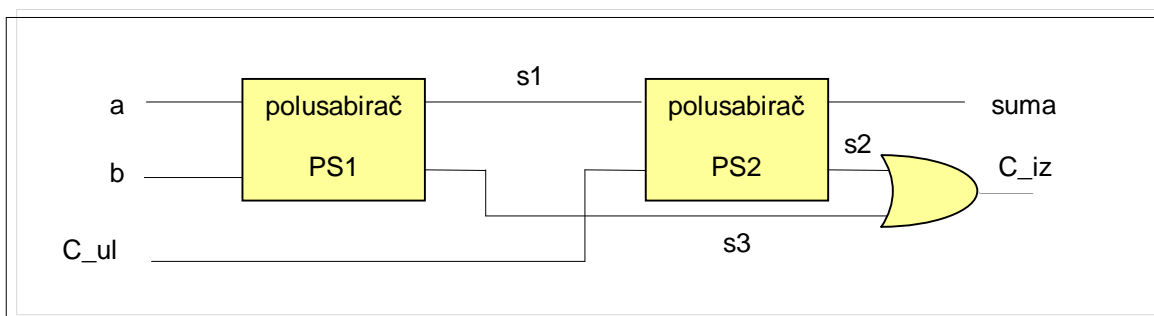 s1
a
polusabirač
polusabirač
suma
b
PS1
PS2
s2
C_iz
C_ul
s3